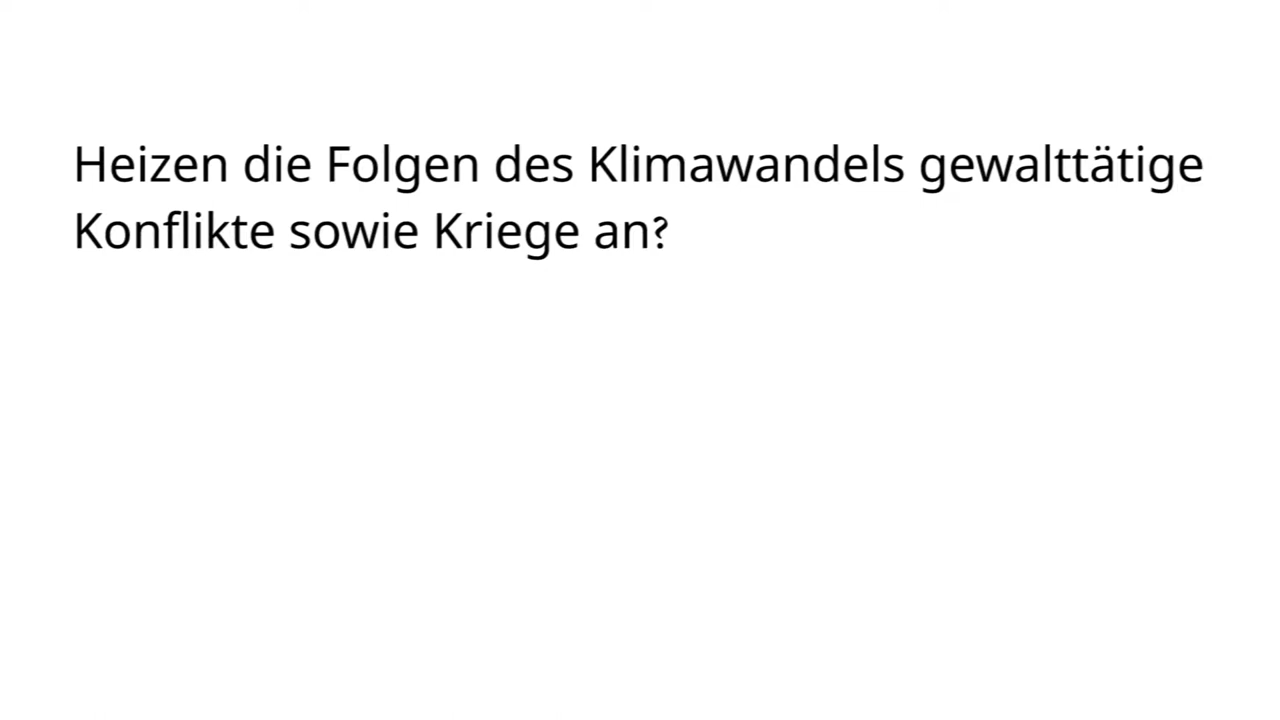 Heizen die Folgen des Klimawandels gewalttätige
Konflikte sowie Kriege an?